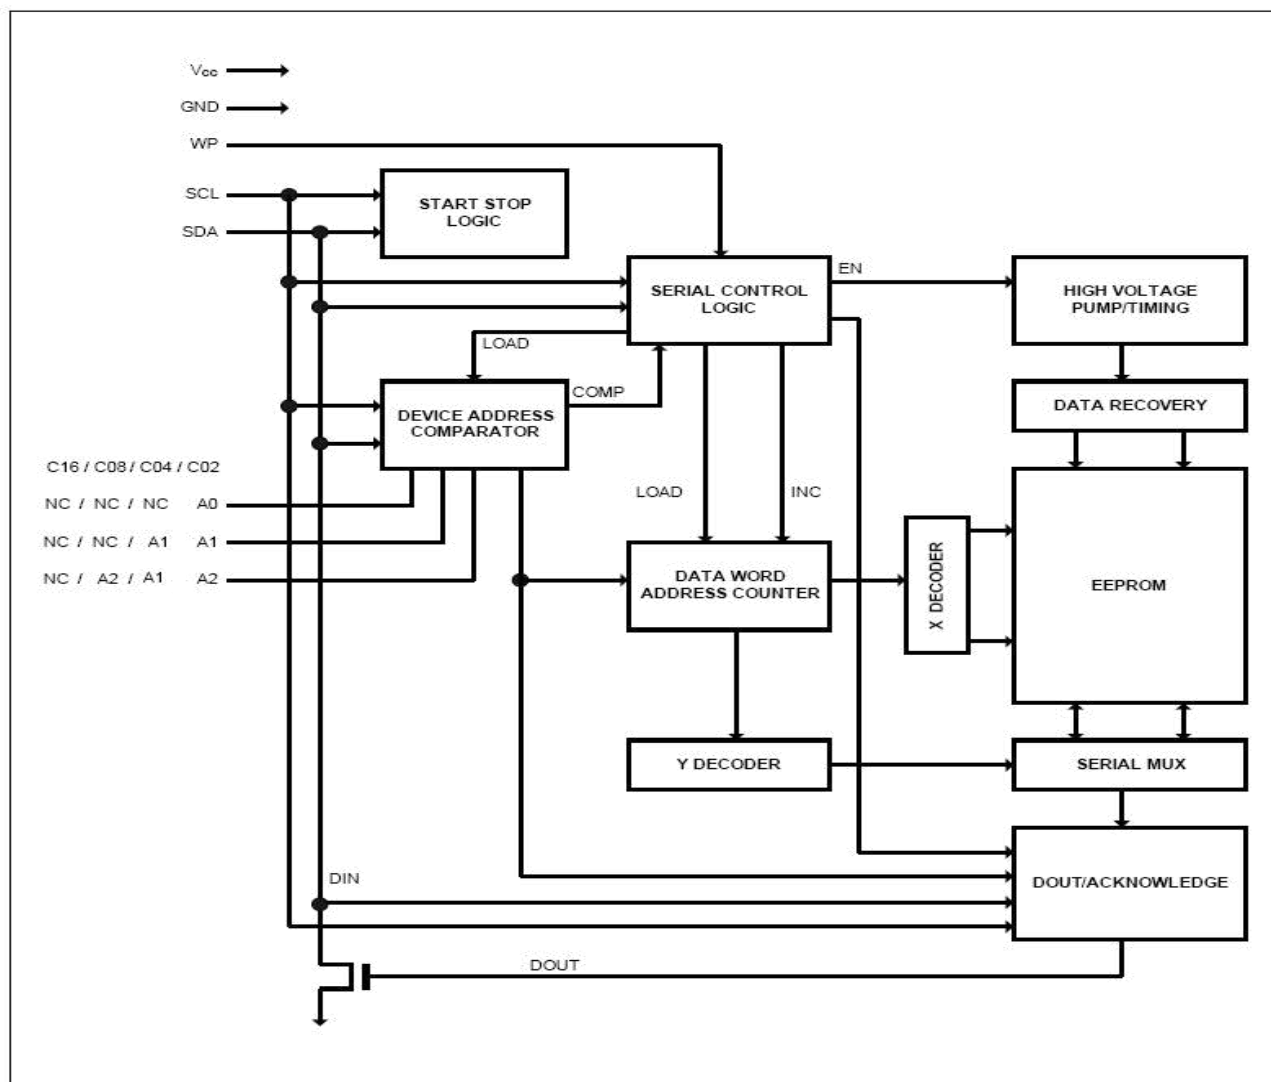 Vcc
GND
WP
SCL
SDA
START STOP
LOGIC
SERIAL CONTROL
LOGIC
EN
HIGH VOLTAGE
PUMP/TIMING
LOAD
COMP
DEVICE ADDRESS
COMPARATOR
DATA RECOVERY
C16 / C08 / C04 / C02
NC / NC / NC A0
NC / NC / A1 A1
NC / A2 / A1 A2
LOAD
INC
DATA WORD
ADDRESS COUNTER
X DECODER
EEPROM
Y DECODER
SERIAL MUX
DIN
DOUT/ACKNOWLEDGE
DOUT